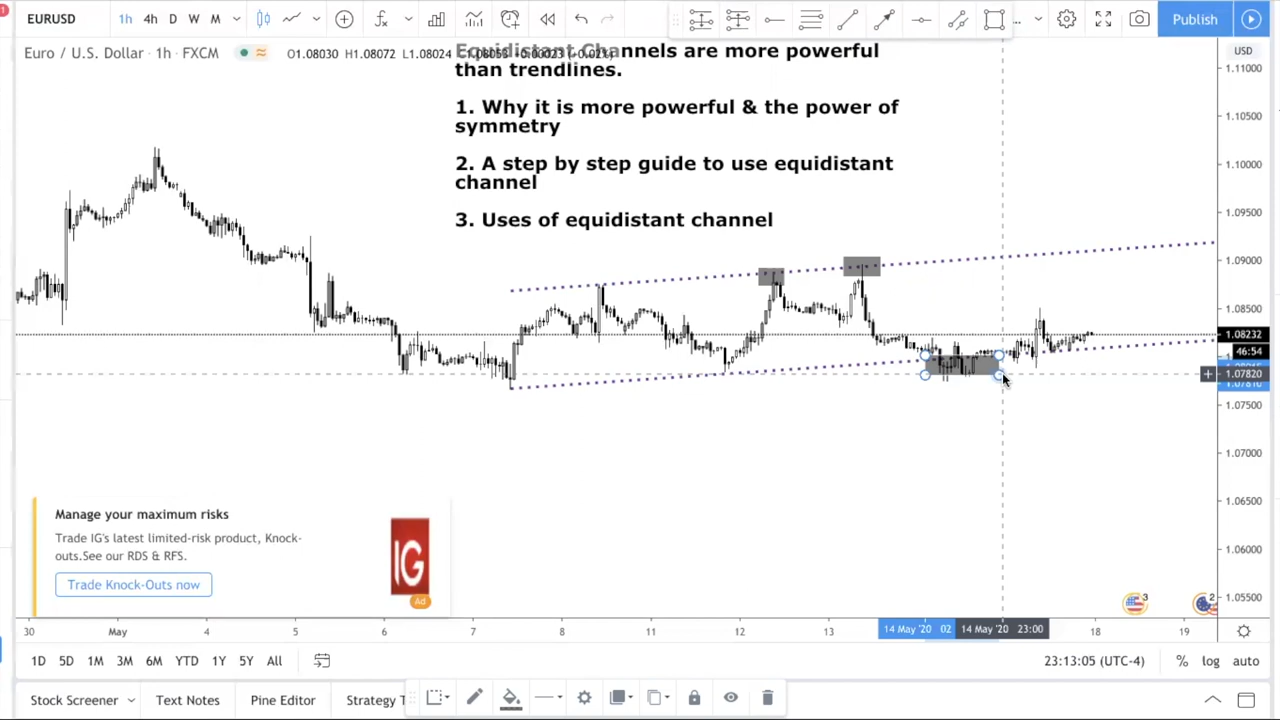 EURUSD
1h 4h D W M
Publish
Euro / U.S. Dollar · 1h · FXCM
O1.08030 H1.08072 L1.08024
Equidistant Channels are more powerful
than trendlines.
1. Why it is more powerful & the power of
symmetry
2. A step by step guide to use equidistant
channel
3. Uses of equidistant channel
USD
1.11000
1.10500
1.10000
1.09500
1.09000
1.08500
1.08232
46:54
1.07820
1.07500
1.07000
1.06500
1.06000
1.05500
Manage your maximum risks
Trade IG's latest limited-risk product, Knock-
outs.See our RDS & RFS.
Trade Knock-Outs now
IG
Ad
3
2
30 May 4 5 6 7 8 11 12 13 14 May '20 02 14 May '20 23:00 18 19
1D 5D 1M 3M 6M YTD 1Y 5Y All
23:13:05 (UTC-4) % log auto
Stock Screener Text Notes Pine Editor Strategy T